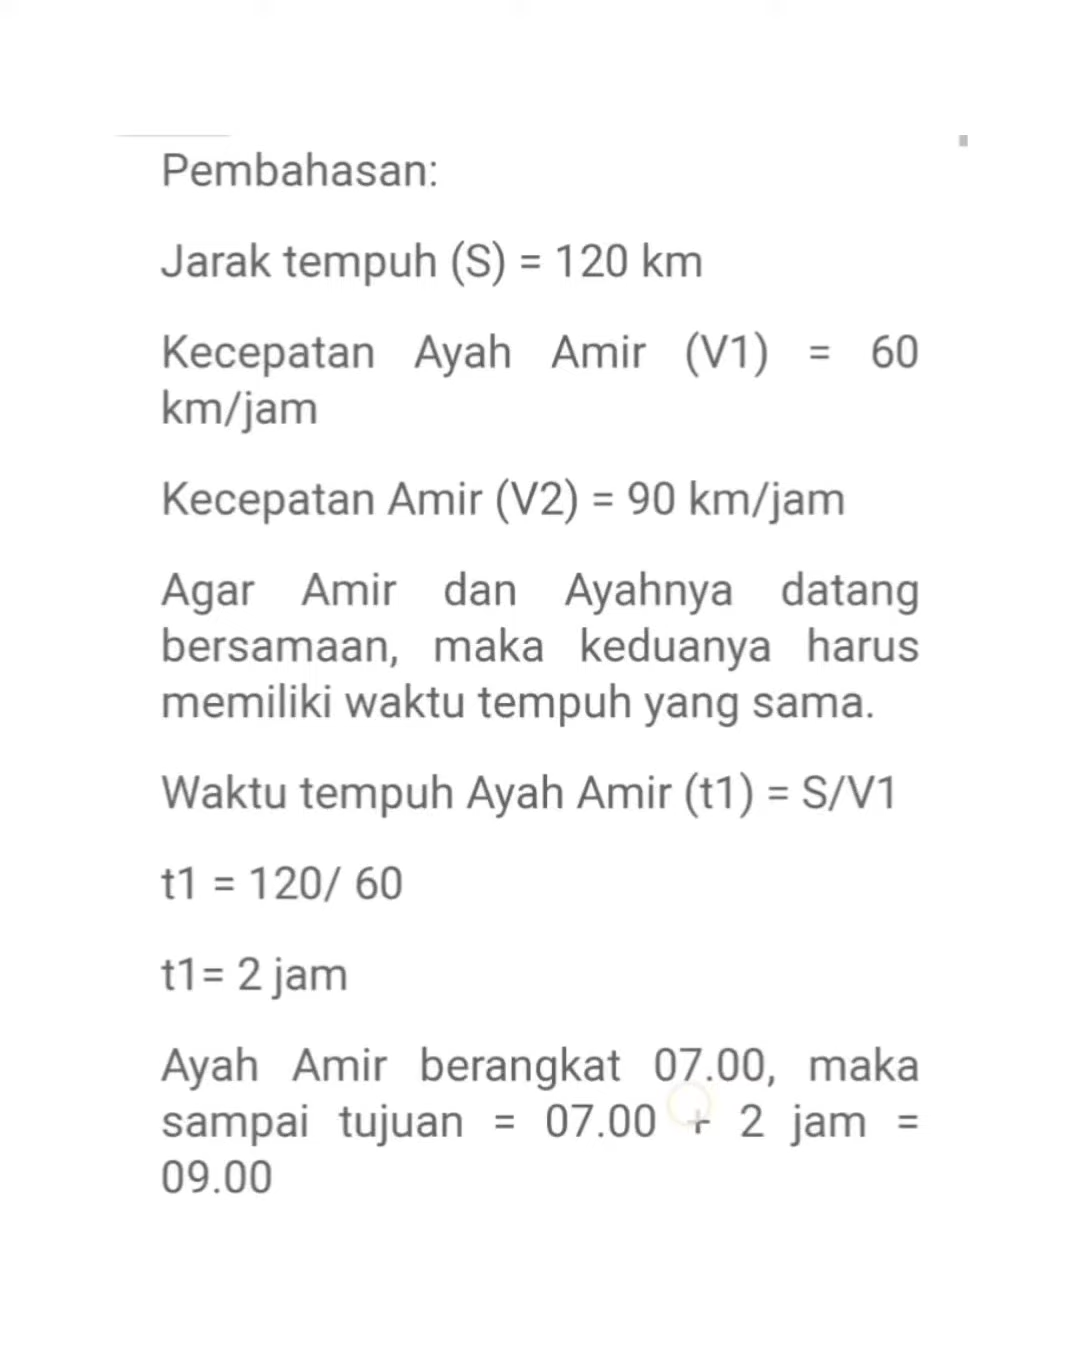 Pembahasan:
Jarak tempuh (S) = 120 km
Kecepatan Ayah Amir (V1) = 60
km/jam
Kecepatan Amir (V2) = 90 km/jam
Agar Amir dan Ayahnya datang
bersamaan, maka keduanya harus
memiliki waktu tempuh yang sama.
Waktu tempuh Ayah Amir (t1) = S/V1
t1 = 120/ 60
t1= 2 jam
Ayah Amir berangkat 07.00, maka
sampai tujuan = 07.00 + 2 jam =
09.00